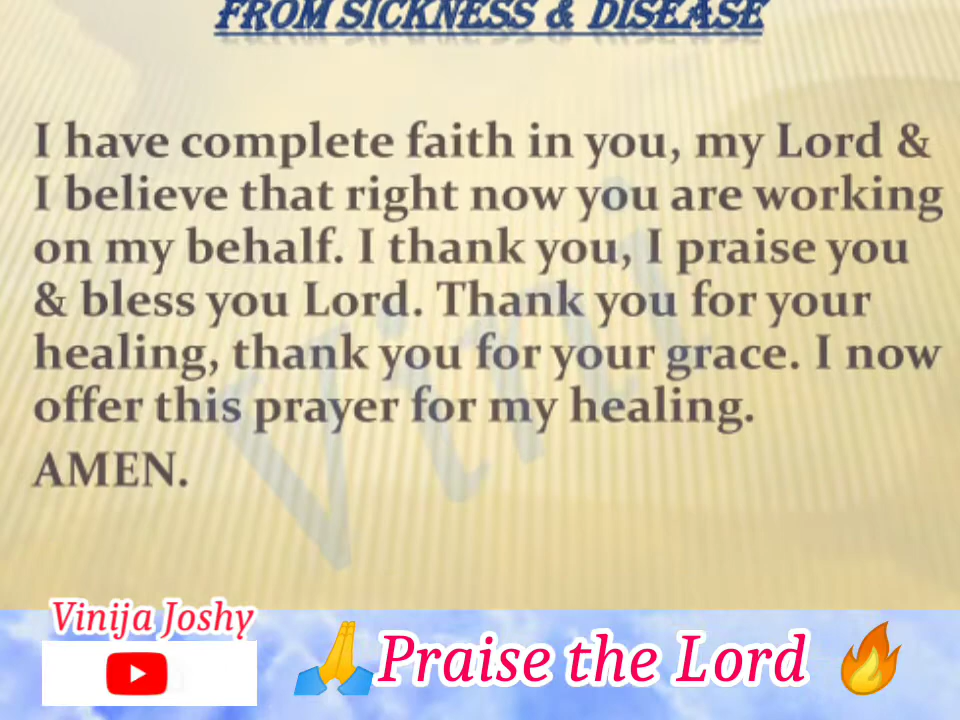 FROM SICKNESS & DISEASE
I have complete faith in you, my Lord &
I believe that right now you are working
on my behalf. I thank you, I praise you
& bless you Lord. Thank you for your
healing, thank you for your grace. I now
offer this prayer for my healing.
AMEN.
Vini
Vinija Joshy
🙏 Praise the Lord 🔥